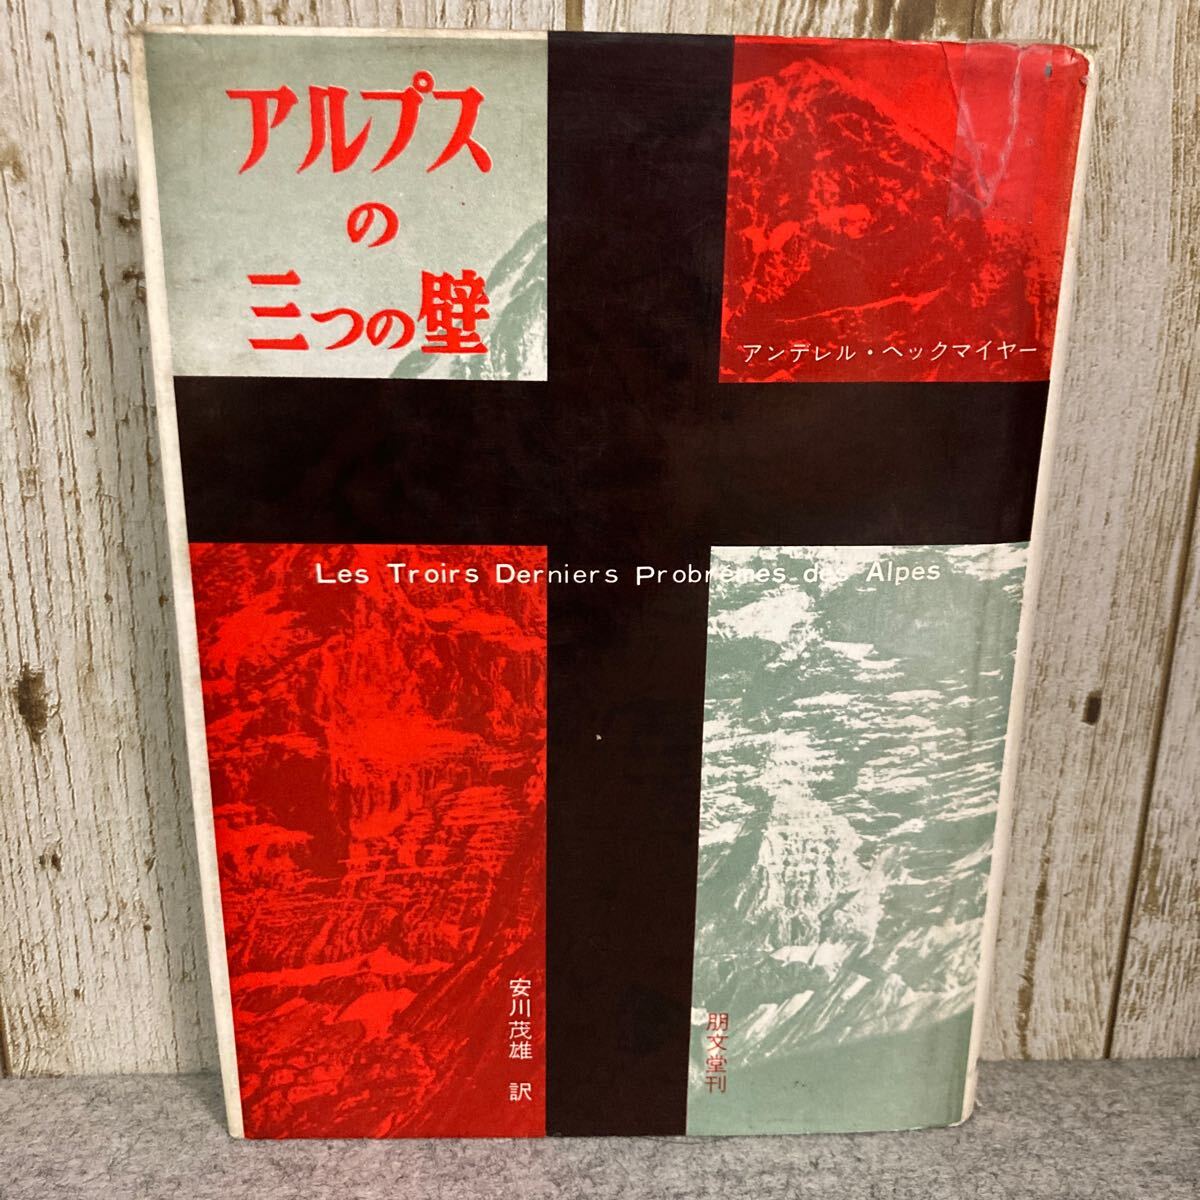 アルプス
の
三つの壁
アンデレル・ヘックマイヤー
Les Troirs Derniers Probremes des Alpes
安川茂雄 訳
朋文堂刊